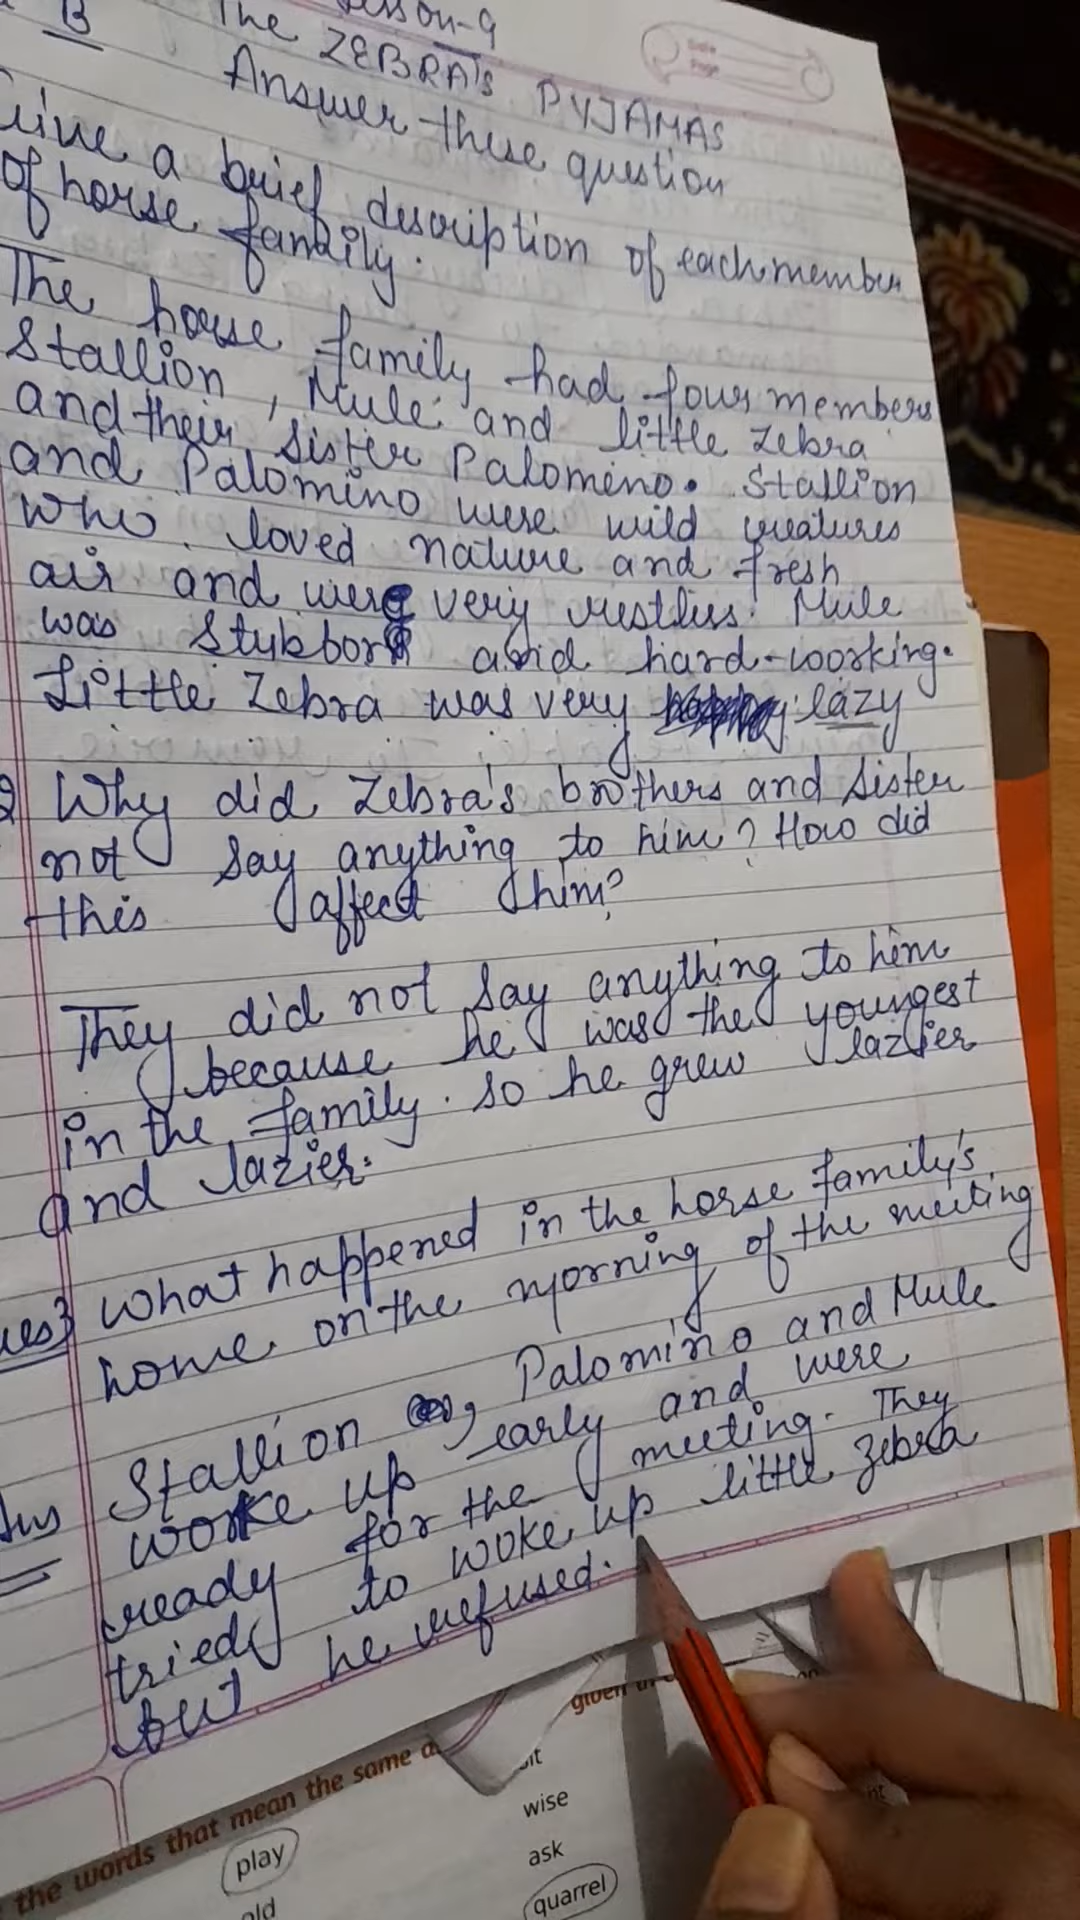 Lesson-9
B The ZEBRA'S PYJAMAS
Answer these question
Give a brief description of each member
of horse family.
The horse family had four members
Stallion, Mule and little Zebra
and their sister Palomino. Stallion
and Palomino were wild creatures
who loved nature and fresh
air and were very restless. Mule
was stubborn and hard-working.
Little Zebra was very lazy
2 Why did Zebra's brothers and sister
not say anything to him? How did
this affect him?
They did not say anything to him
because he was the youngest
in the family. so he grew lazier
and lazier.
Ques3 What happened in the horse family's
home on the morning of the meeting
Ans Stallion, Palomino and Mule
woke up early and were
ready for the meeting. They
tried to woke up little Zebra
but he refused.
given in
the words that mean the same a
wise
play
ask
old
quarrel